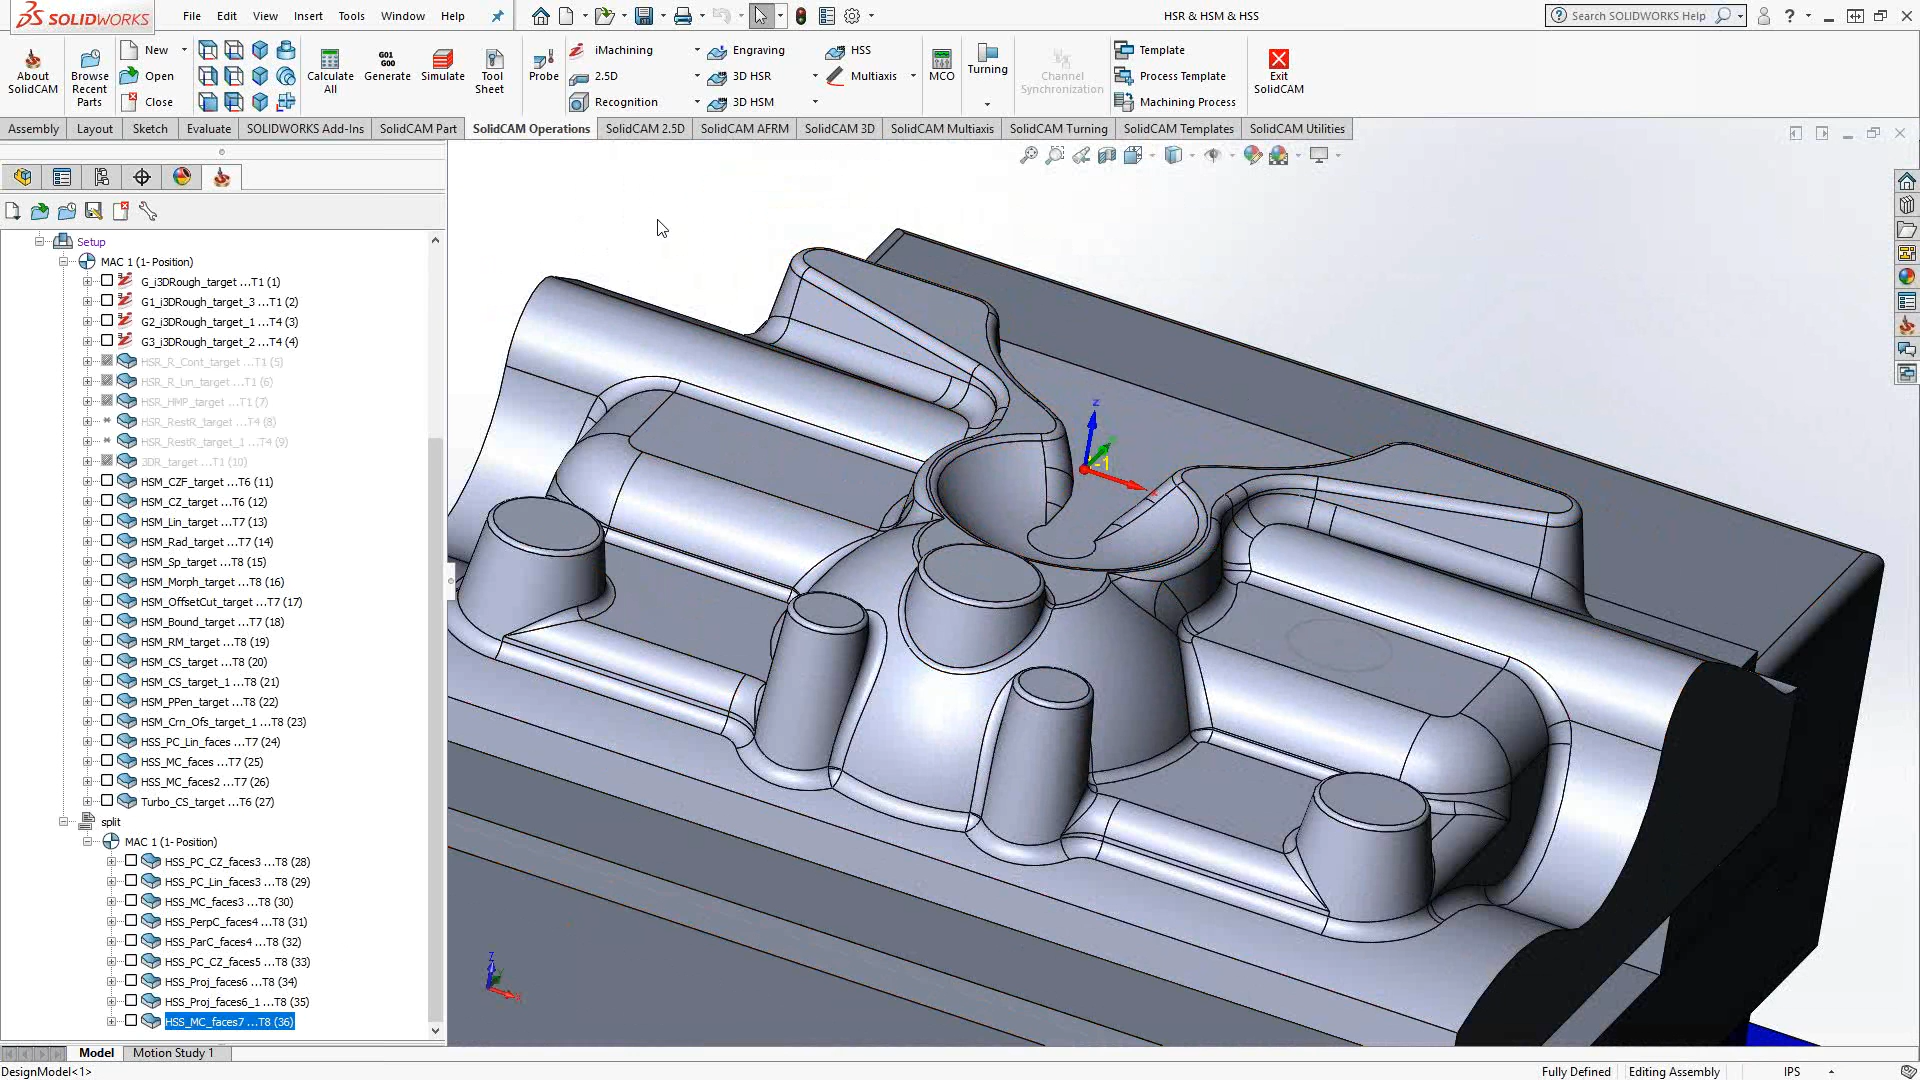 SOLIDWORKS File Edit View Insert Tools Window Help HSR & HSM & HSS Search SOLIDWORKS Help
About SolidCAM
Browse Recent Parts
New
Open
Close
Calculate All
G01 G00
Generate
Simulate
Tool Sheet
Probe
iMachining
2.5D
Recognition
Engraving
3D HSR
3D HSM
HSS
Multiaxis
MCO
Turning
Channel Synchronization
Template
Process Template
Machining Process
Exit SolidCAM
Assembly Layout Sketch Evaluate SOLIDWORKS Add-Ins SolidCAM Part SolidCAM Operations SolidCAM 2.5D SolidCAM AFRM SolidCAM 3D SolidCAM Multiaxis SolidCAM Turning SolidCAM Templates SolidCAM Utilities
Setup
MAC 1 (1- Position)
G_i3DRough_target ...T1 (1)
G1_i3DRough_target_3 ...T1 (2)
G2_i3DRough_target_1 ...T4 (3)
G3_i3DRough_target_2 ...T4 (4)
HSR_R_Cont_target ...T1 (5)
HSR_R_Lin_target ...T1 (6)
HSR_HMP_target ...T1 (7)
HSR_RestR_target ...T4 (8)
HSR_RestR_target_1 ...T4 (9)
3DR_target ...T1 (10)
HSM_CZF_target ...T6 (11)
HSM_CZ_target ...T6 (12)
HSM_Lin_target ...T7 (13)
HSM_Rad_target ...T7 (14)
HSM_Sp_target ...T8 (15)
HSM_Morph_target ...T8 (16)
HSM_OffsetCut_target ...T7 (17)
HSM_Bound_target ...T7 (18)
HSM_RM_target ...T8 (19)
HSM_CS_target ...T8 (20)
HSM_CS_target_1 ...T8 (21)
HSM_PPen_target ...T8 (22)
HSM_Crn_Ofs_target_1 ...T8 (23)
HSS_PC_Lin_faces ...T7 (24)
HSS_MC_faces ...T7 (25)
HSS_MC_faces2 ...T7 (26)
Turbo_CS_target ...T6 (27)
split
MAC 1 (1- Position)
HSS_PC_CZ_faces3 ...T8 (28)
HSS_PC_Lin_faces3 ...T8 (29)
HSS_MC_faces3 ...T8 (30)
HSS_PerpC_faces4 ...T8 (31)
HSS_ParC_faces4 ...T8 (32)
HSS_PC_CZ_faces5 ...T8 (33)
HSS_Proj_faces6 ...T8 (34)
HSS_Proj_faces6_1 ...T8 (35)
HSS_MC_faces7 ...T8 (36)
Z
-1
X
Z
X
Model Motion Study 1
DesignModel<1> Fully Defined Editing Assembly IPS